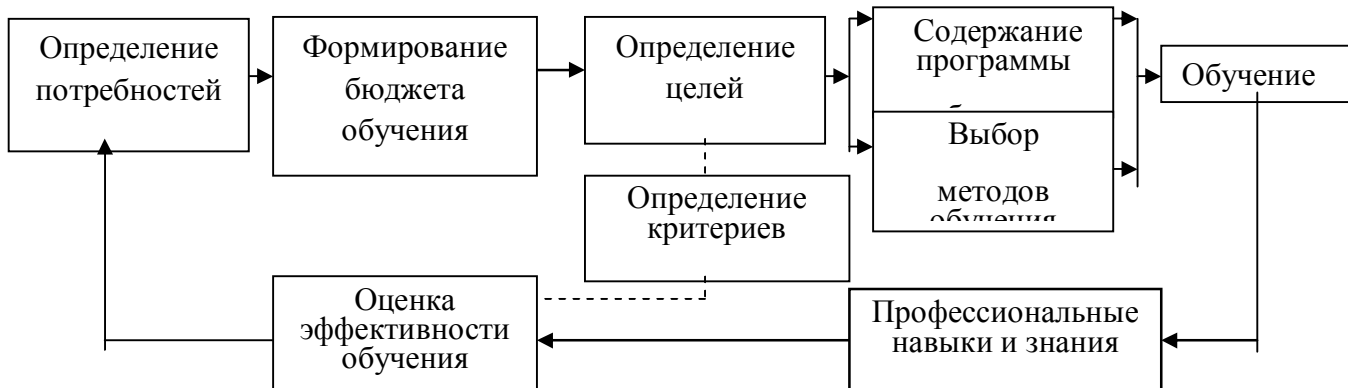 Определение
потребностей
Формирование
бюджета
обучения
Определение
целей
Содержание
программы
Выбор
методов
обучения
Обучение
Определение
критериев
Оценка
эффективности
обучения
Профессиональные
навыки и знания